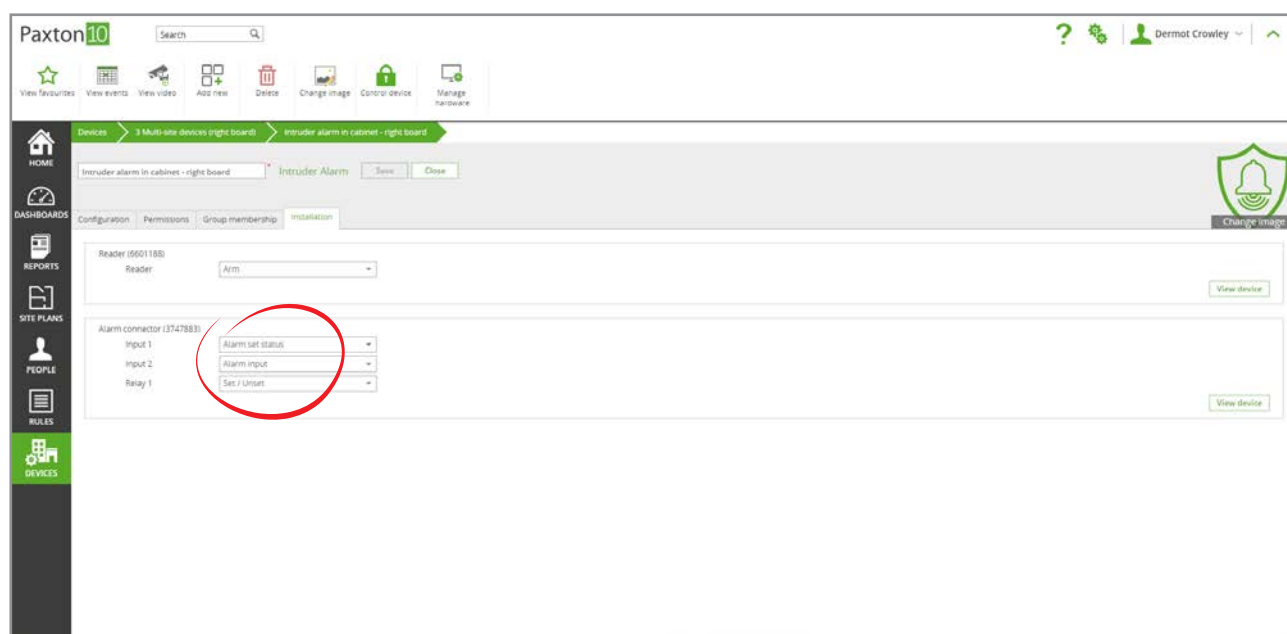 Paxton10
Search
Dermot Crowley
View favourites
View events
View video
Add new
Delete
Change image
Control device
Manage hardware
HOME
DASHBOARDS
REPORTS
SITE PLANS
PEOPLE
RULES
DEVICES
Devices
3 Multi-site devices (right board)
Intruder alarm in cabinet - right board
Intruder alarm in cabinet - right board *
Intruder Alarm
Save
Close
Change image
Configuration
Permissions
Group membership
Installation
Reader (6601188)
Reader
Arm
View device
Alarm connector (3747883)
Input 1
Alarm set status
Input 2
Alarm input
Relay 1
Set / Unset
View device